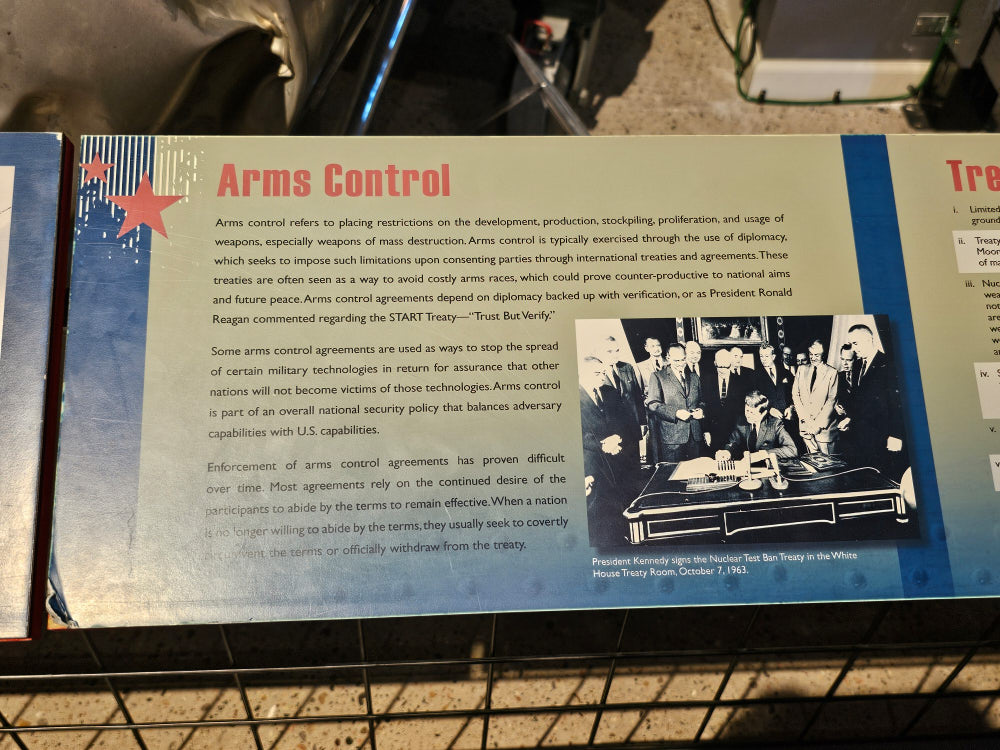 Arms Control
Arms control refers to placing restrictions on the development, production, stockpiling, proliferation, and usage of
weapons, especially weapons of mass destruction. Arms control is typically exercised through the use of diplomacy,
which seeks to impose such limitations upon consenting parties through international treaties and agreements. These
treaties are often seen as a way to avoid costly arms races, which could prove counter-productive to national aims
and future peace. Arms control agreements depend on diplomacy backed up with verification, or as President Ronald
Reagan commented regarding the START Treaty—"Trust But Verify."
Some arms control agreements are used as ways to stop the spread
of certain military technologies in return for assurance that other
nations will not become victims of those technologies. Arms control
is part of an overall national security policy that balances adversary
capabilities with U.S. capabilities.
Enforcement of arms control agreements has proven difficult
over time. Most agreements rely on the continued desire of the
participants to abide by the terms to remain effective. When a nation
is no longer willing to abide by the terms, they usually seek to covertly
circumvent the terms or officially withdraw from the treaty.
President Kennedy signs the Nuclear Test Ban Treaty in the White
House Treaty Room, October 7, 1963.
Tre
i. Limited
ground
ii. Treaty
Moon
of ma
iii. Nuc
wea
not
are
we
iv. S
v.